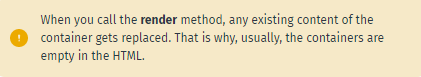 When you call the render method, any existing content of the
container gets replaced. That is why, usually, the containers are
empty in the HTML.